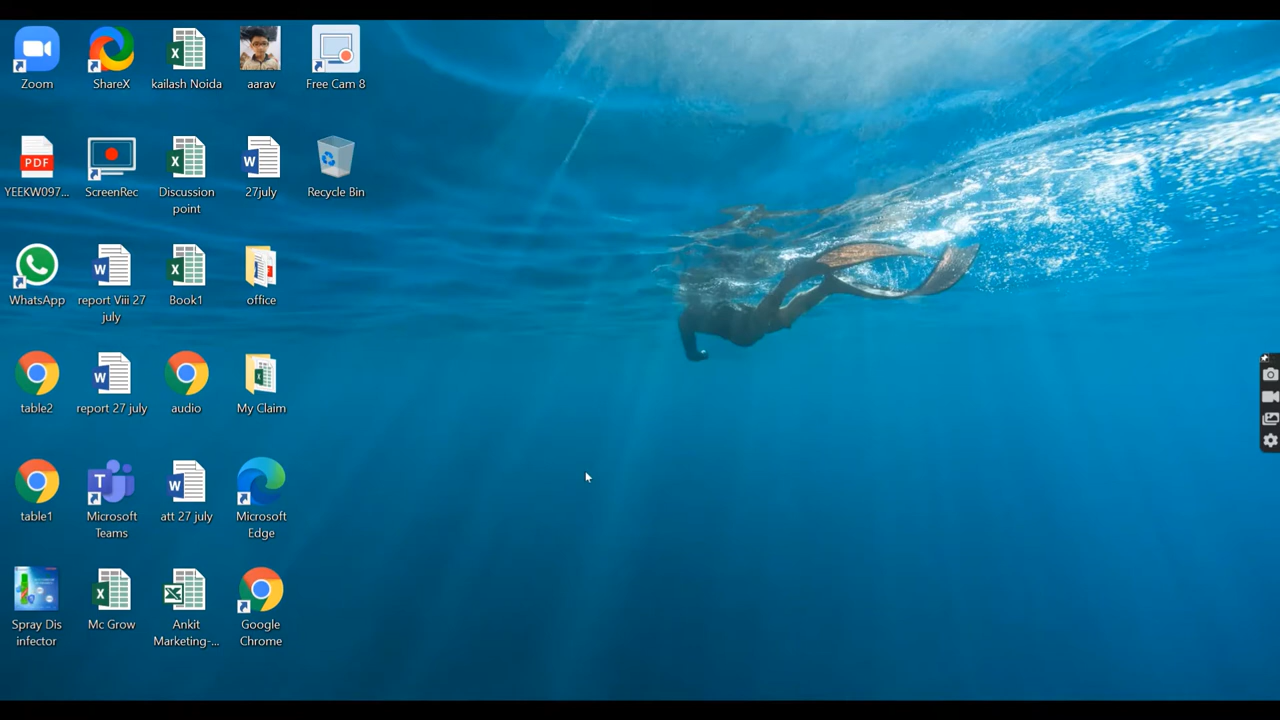 Zoom
ShareX
kailash Noida
aarav
Free Cam 8
PDF
YEEKW097...
ScreenRec
Discussion
point
27july
Recycle Bin
WhatsApp
report Viii 27
july
Book1
office
table2
report 27 july
audio
My Claim
table1
Microsoft
Teams
att 27 july
Microsoft
Edge
Spray Dis
infector
Mc Grow
Ankit
Marketing-...
Google
Chrome